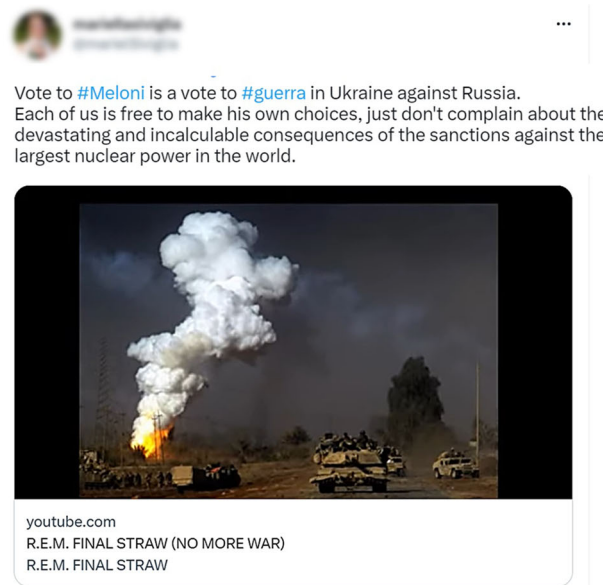 Vote to #Meloni is a vote to #guerra in Ukraine against Russia.
Each of us is free to make his own choices, just don't complain about the
devastating and incalculable consequences of the sanctions against the
largest nuclear power in the world.
youtube.com
R.E.M. FINAL STRAW (NO MORE WAR)
R.E.M. FINAL STRAW